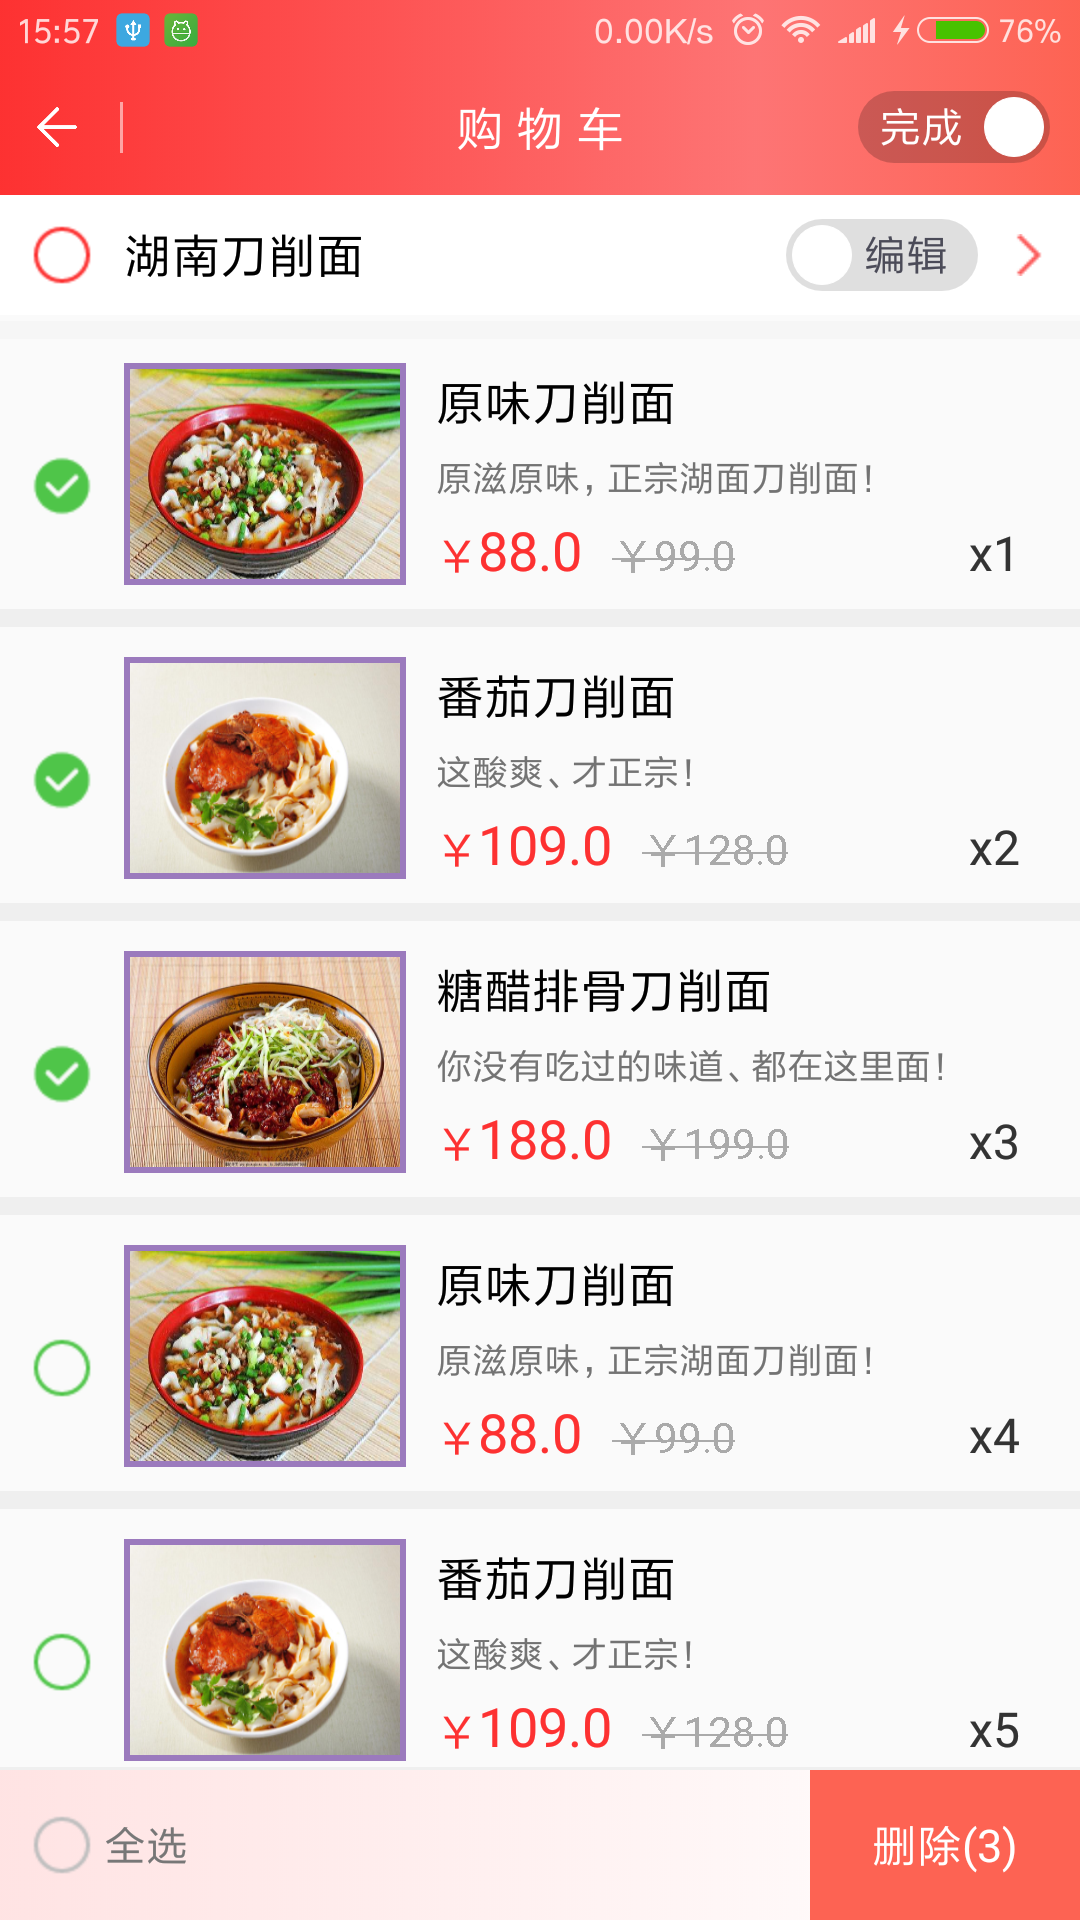 15:57 0.00K/s 76%
购物车 完成
湖南刀削面 编辑
原味刀削面
原滋原味，正宗湖面刀削面！
￥88.0 ￥99.0 x1
番茄刀削面
这酸爽、才正宗！
￥109.0 ￥128.0 x2
糖醋排骨刀削面
你没有吃过的味道、都在这里面！
￥188.0 ￥199.0 x3
原味刀削面
原滋原味，正宗湖面刀削面！
￥88.0 ￥99.0 x4
番茄刀削面
这酸爽、才正宗！
￥109.0 ￥128.0 x5
全选 删除(3)